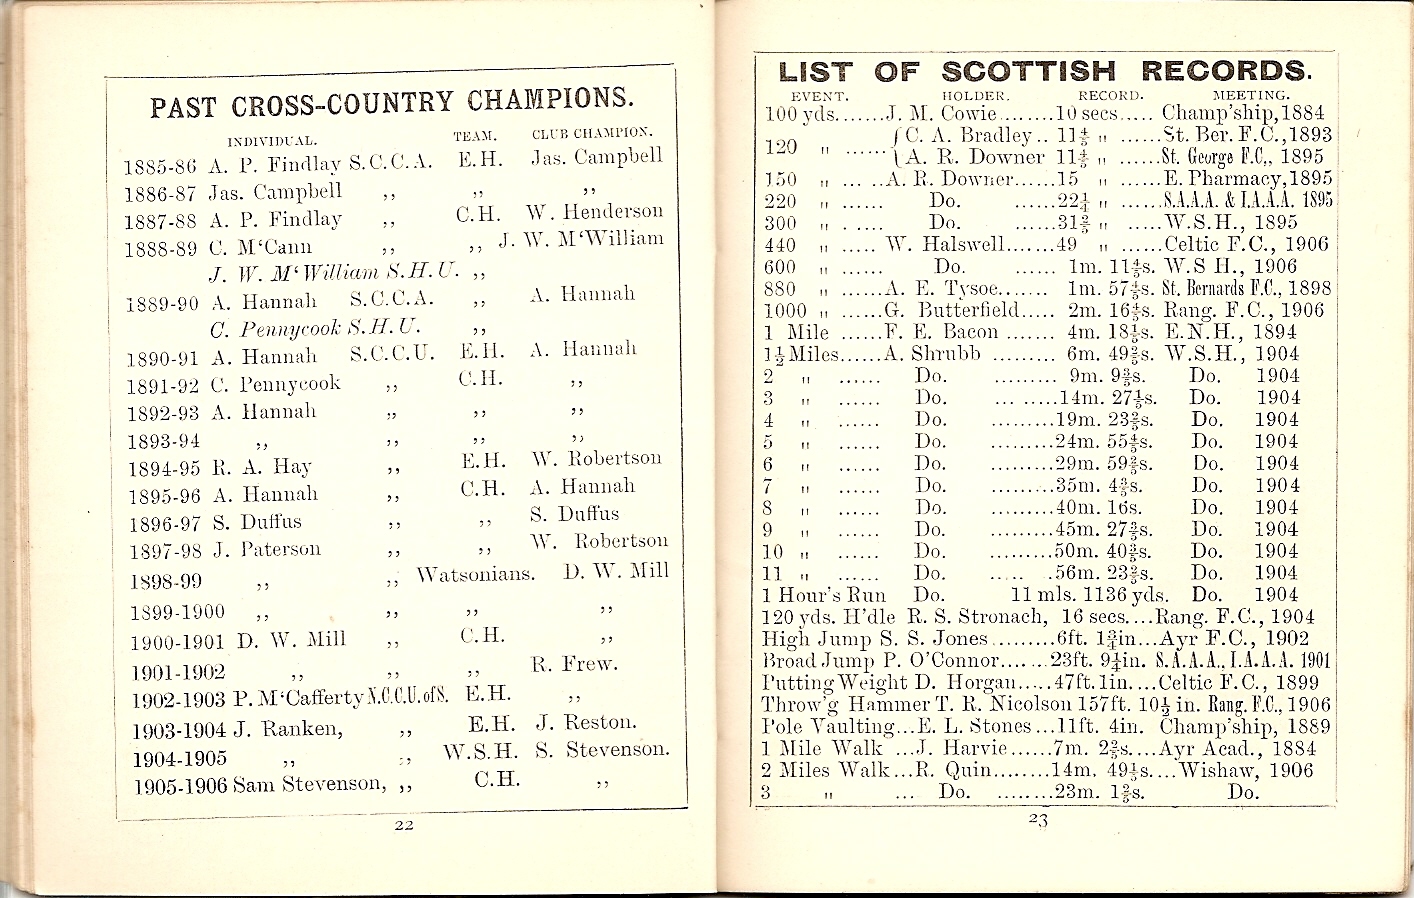 PAST CROSS-COUNTRY CHAMPIONS.
INDIVIDUAL. TEAM. CLUB CHAMPION.
1885-86 A. P. Findlay S.C.C.A. E.H. Jas. Campbell
1886-87 Jas. Campbell ,, ,, ,,
1887-88 A. P. Findlay ,, C.H. W. Henderson
1888-89 C. M‘Cann ,, ,, J. W. M‘William
J. W. M‘William S.H.U. ,,
1889-90 A. Hannah S.C.C.A. ,, A. Hannah
C. Pennycook S.H.U. ,,
1890-91 A. Hannah S.C.C.U. E.H. A. Hannah
1891-92 C. Pennycook ,, C.H. ,,
1892-93 A. Hannah ,, ,, ,,
1893-94 ,, ,, ,, ,,
1894-95 R. A. Hay ,, E.H. W. Robertson
1895-96 A. Hannah ,, C.H. A. Hannah
1896-97 S. Duffus ,, ,, S. Duffus
1897-98 J. Paterson ,, ,, W. Robertson
1898-99 ,, ,, Watsonians. D. W. Mill
1899-1900 ,, ,, ,, ,,
1900-1901 D. W. Mill ,, C.H. ,,
1901-1902 ,, ,, ,, R. Frew.
1902-1903 P. M‘Cafferty N.C.C.U. of S. E.H. ,,
1903-1904 J. Ranken, ,, E.H. J. Reston.
1904-1905 ,, ,, W.S.H. S. Stevenson.
1905-1906 Sam Stevenson, ,, C.H. ,,
22
LIST OF SCOTTISH RECORDS.
EVENT. HOLDER. RECORD. MEETING.
100 yds.......J. M. Cowie........10 secs..... Champ'ship, 1884
120 " ...... { C. A. Bradley.. 11⅘ " ......St. Ber. F.C., 1893
A. R. Downer 11⅘ " ......St. George F.C., 1895
150 " ... ...A. R. Downer......15 " ......E. Pharmacy, 1895
220 " ...... Do. ......22¼ " ......S.A.A.A. & I.A.A.A. 1895
300 " . ..... Do. ......31⅖ " .....W.S.H., 1895
440 " ...... W. Halswell.......49 " ......Celtic F.C., 1906
600 " ...... Do. ...... 1m. 11⅘s. W.S H., 1906
880 " ......A. E. Tysoe....... 1m. 57⅘s. St. Bernards F.C., 1898
1000 " ......G. Butterfield..... 2m. 16⅘s. Rang. F.C., 1906
1 Mile ......F. E. Bacon ....... 4m. 18⅕s. E.N.H., 1894
1½ Miles......A. Shrubb ......... 6m. 49⅖s. W.S.H., 1904
2 " ...... Do. ......... 9m. 9⅗s. Do. 1904
3 " ...... Do. ... ......14m. 27⅕s. Do. 1904
4 " ...... Do. .........19m. 23⅖s. Do. 1904
5 " ...... Do. .........24m. 55⅘s. Do. 1904
6 " ...... Do. .........29m. 59⅖s. Do. 1904
7 " ...... Do. .........35m. 4⅗s. Do. 1904
8 " ...... Do. .........40m. 16s. Do. 1904
9 " ...... Do. .........45m. 27⅗s. Do. 1904
10 " ...... Do. .........50m. 40⅗s. Do. 1904
11 " ...... Do. ..... .56m. 23⅖s. Do. 1904
1 Hour's Run Do. 11 mls. 1136 yds. Do. 1904
120 yds. H'dle R. S. Stronach, 16 secs....Rang. F.C., 1904
High Jump S. S. Jones.........6ft. 1¾in...Ayr F.C., 1902
Broad Jump P. O'Connor.......23ft. 9¼in. S.A.A.A., I.A.A.A. 1901
Putting Weight D. Horgan.....47ft. 1in....Celtic F.C., 1899
Throw'g Hammer T. R. Nicolson 157ft. 10½ in. Rang. F.C., 1906
Pole Vaulting...E. L. Stones...11ft. 4in. Champ'ship, 1889
1 Mile Walk ...J. Harvie......7m. 2⅗s....Ayr Acad., 1884
2 Miles Walk...R. Quin........14m. 49⅕s....Wishaw, 1906
3 " ... Do. ........23m. 1⅗s. Do.
23